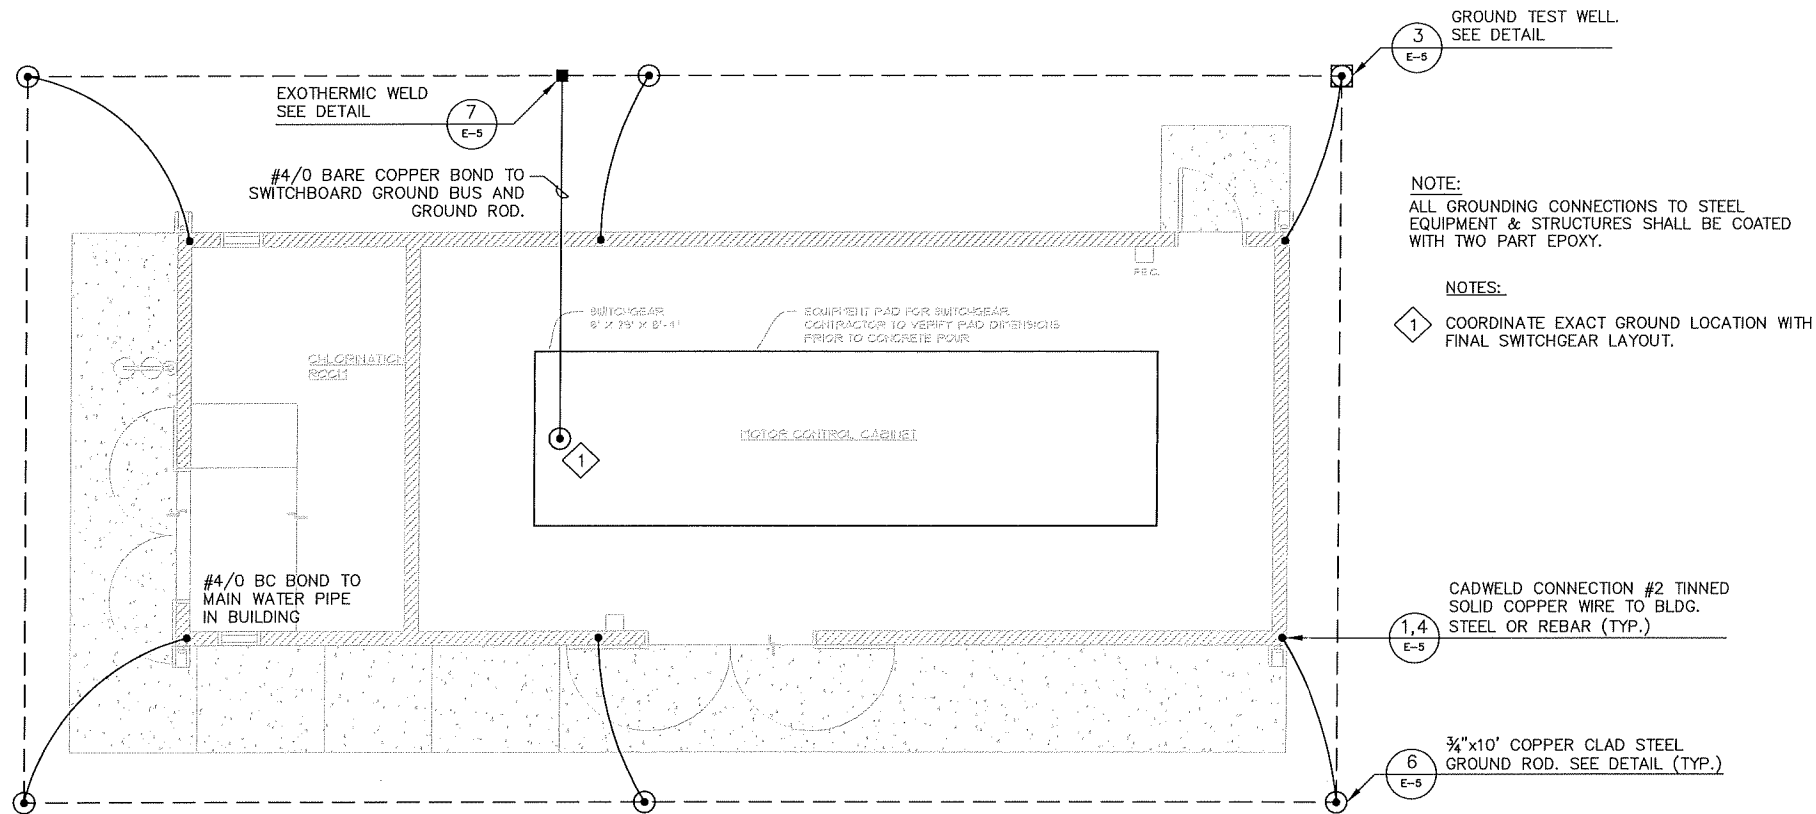 GROUND TEST WELL.
SEE DETAIL
3
E-5
EXOTHERMIC WELD
SEE DETAIL
7
E-5
#4/0 BARE COPPER BOND TO
SWITCHBOARD GROUND BUS AND
GROUND ROD.
NOTE:
ALL GROUNDING CONNECTIONS TO STEEL
EQUIPMENT & STRUCTURES SHALL BE COATED
WITH TWO PART EPOXY.
NOTES:
1
COORDINATE EXACT GROUND LOCATION WITH
FINAL SWITCHGEAR LAYOUT.
SWITCHGEAR
EQUIPMENT PAD FOR SWITCHGEAR
CONTRACTOR TO VERIFY PAD DIMENSIONS
PRIOR TO CONCRETE POUR
CHLORINATION
ROOM
MOTOR CONTROL CABINET
1
#4/0 BC BOND TO
MAIN WATER PIPE
IN BUILDING
CADWELD CONNECTION #2 TINNED
SOLID COPPER WIRE TO BLDG.
STEEL OR REBAR (TYP.)
1,4
E-5
¾"x10' COPPER CLAD STEEL
GROUND ROD. SEE DETAIL (TYP.)
6
E-5